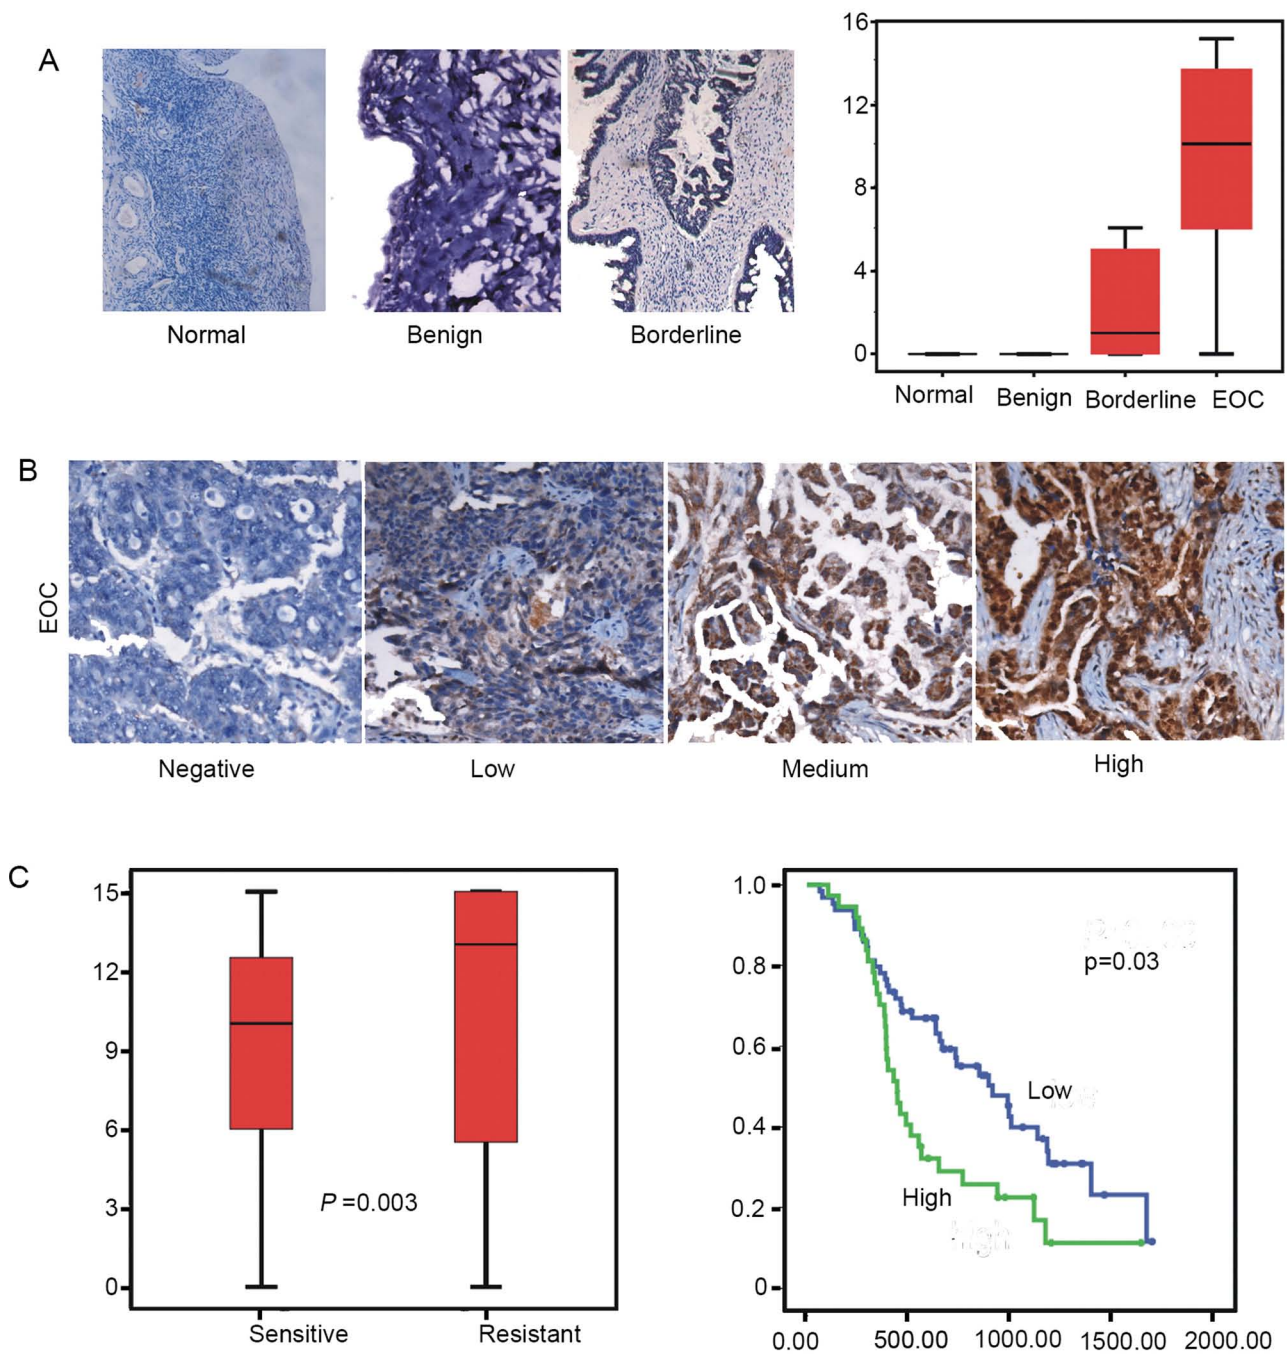 A
16
12
8
4
0
Normal
Benign
Borderline
Normal
Benign
Borderline
EOC
B
EOC
Negative
Low
Medium
High
C
15
12
9
6
3
0
P =0.003
Sensitive
Resistant
1.0
0.8
0.6
0.4
0.2
0
p=0.03
Low
High
High
0.00
500.00
1000.00
1500.00
2000.00